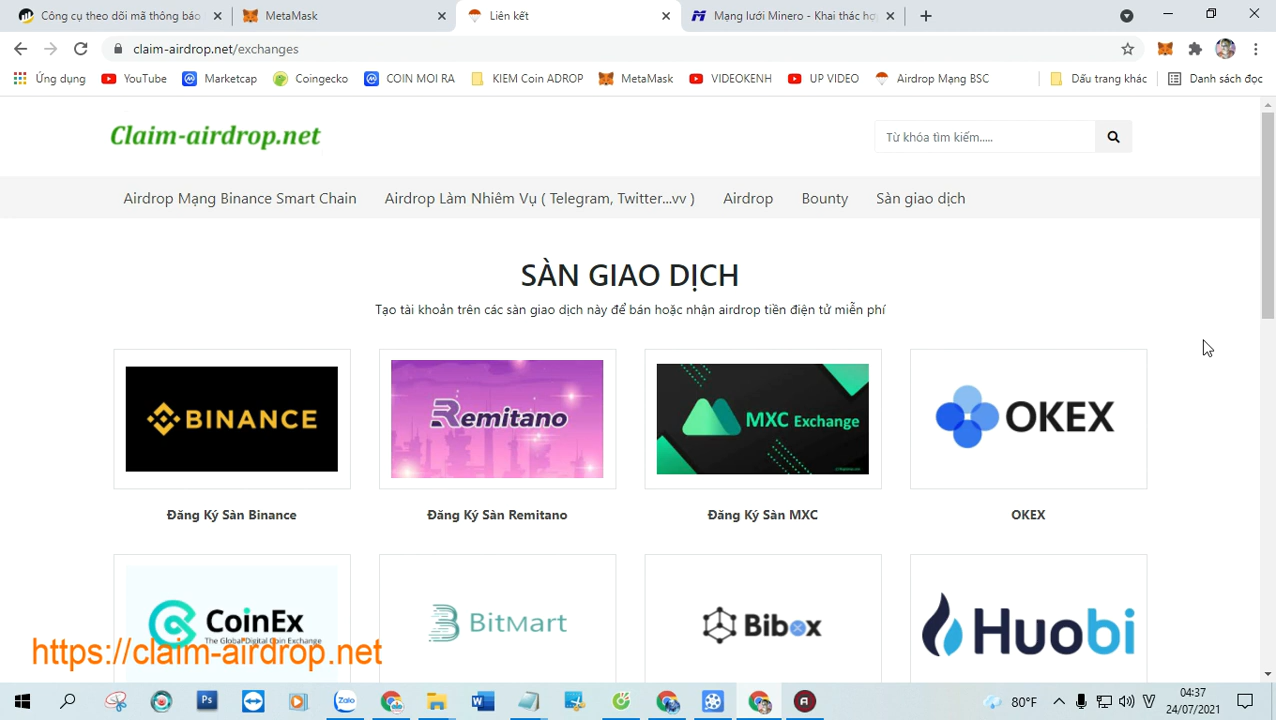 Công cụ theo dõi mã thông báo
MetaMask
Liên kết
Mạng lưới Minero - Khai thác hợ
claim-airdrop.net/exchanges
Ứng dụng
YouTube
Marketcap
Coingecko
COIN MOI RA
KIEM Coin ADROP
MetaMask
VIDEOKENH
UP VIDEO
Airdrop Mạng BSC
Dấu trang khác
Danh sách đọc
Claim-airdrop.net
Từ khóa tìm kiếm.....
Airdrop Mạng Binance Smart Chain
Airdrop Làm Nhiêm Vụ ( Telegram, Twitter...vv )
Airdrop
Bounty
Sàn giao dịch
SÀN GIAO DỊCH
Tạo tài khoản trên các sàn giao dịch này để bán hoặc nhận airdrop tiền điện tử miễn phí
BINANCE
Remitano
MXC Exchange
OKEX
Đăng Ký Sàn Binance
Đăng Ký Sàn Remitano
Đăng Ký Sàn MXC
OKEX
CoinEx
The Global Digital Coin Exchange
BitMart
Bibox
Huobi
https://claim-airdrop.net
Ps
Zalo
80°F
04:37
24/07/2021